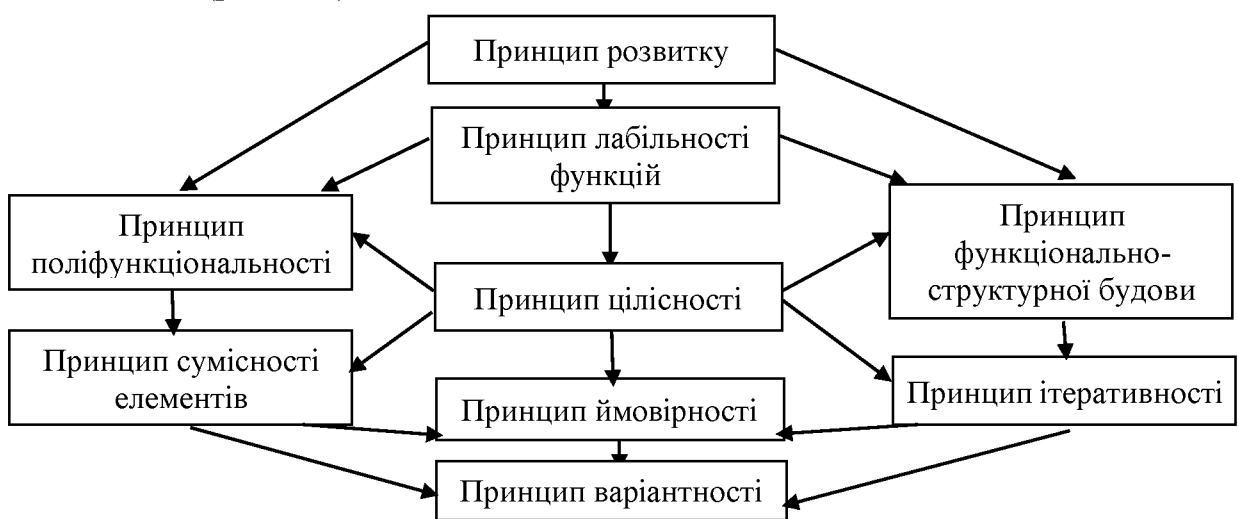 Принцип розвитку
Принцип лабільності
функцій
Принцип
поліфункціональності
Принцип
функціонально-
структурної будови
Принцип цілісності
Принцип сумісності
елементів
Принцип ймовірності
Принцип ітеративності
Принцип варіантності